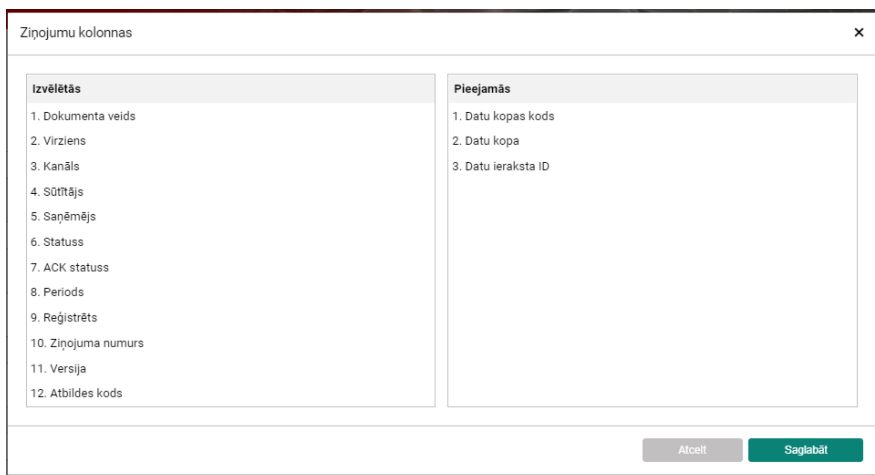 Ziņojumu kolonnas
Izvēlētās
1. Dokumenta veids
2. Virziens
3. Kanāls
4. Sūtītājs
5. Saņēmējs
6. Statuss
7. ACK statuss
8. Periods
9. Reģistrēts
10. Ziņojuma numurs
11. Versija
12. Atbildes kods
Pieejamās
1. Datu kopas kods
2. Datu kopa
3. Datu ieraksta ID
Atcelt
Saglabāt